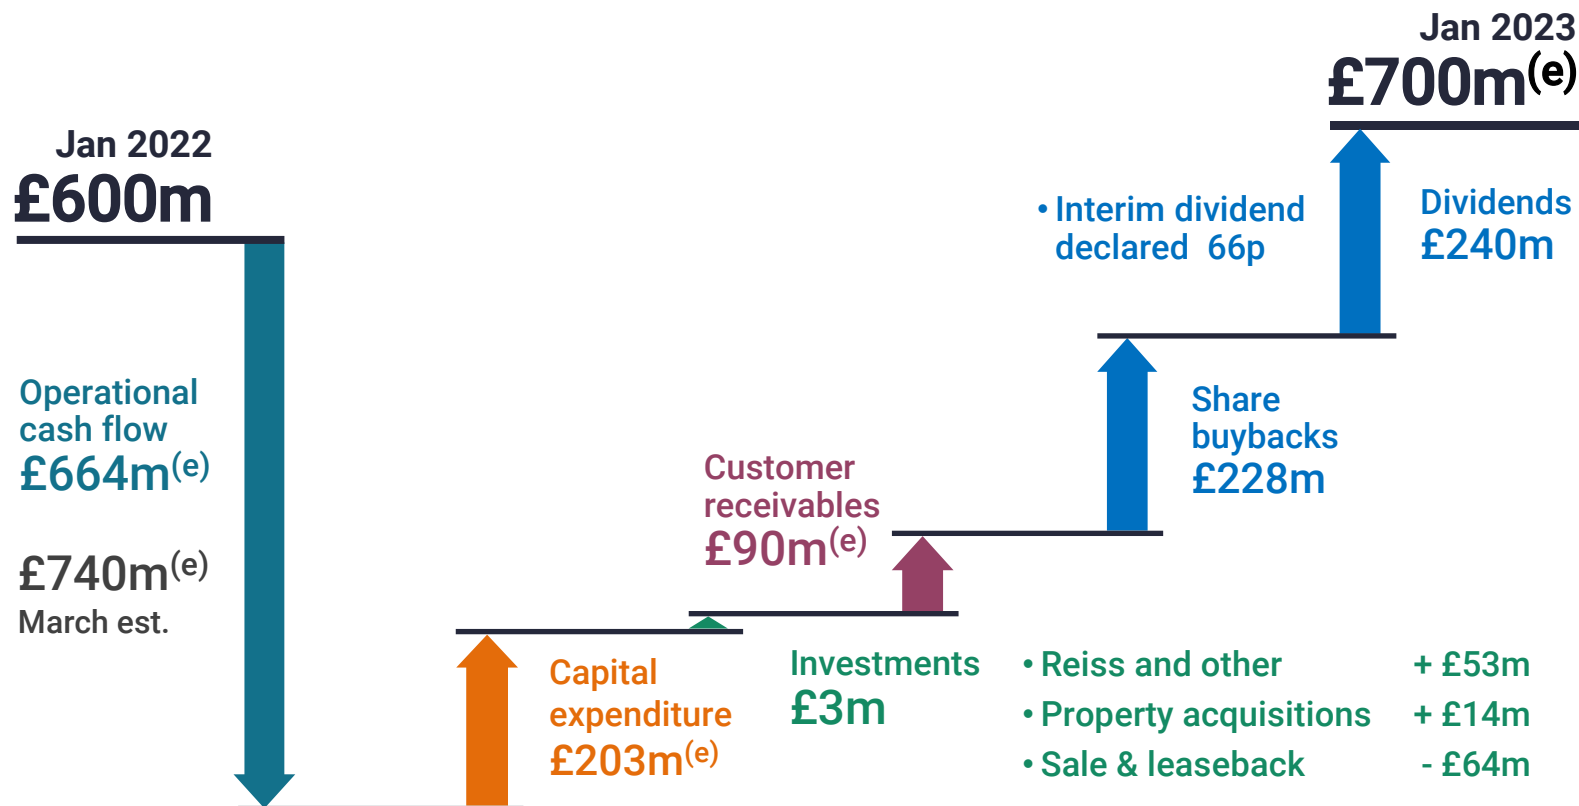 Jan 2022
£600m
Operational
cash flow
£664m(e)
£740m(e)
March est.
Capital
expenditure
£203m(e)
Investments
£3m
• Reiss and other + £53m
• Property acquisitions + £14m
• Sale & leaseback - £64m
Customer
receivables
£90m(e)
Share
buybacks
£228m
• Interim dividend
declared 66p
Dividends
£240m
Jan 2023
£700m(e)